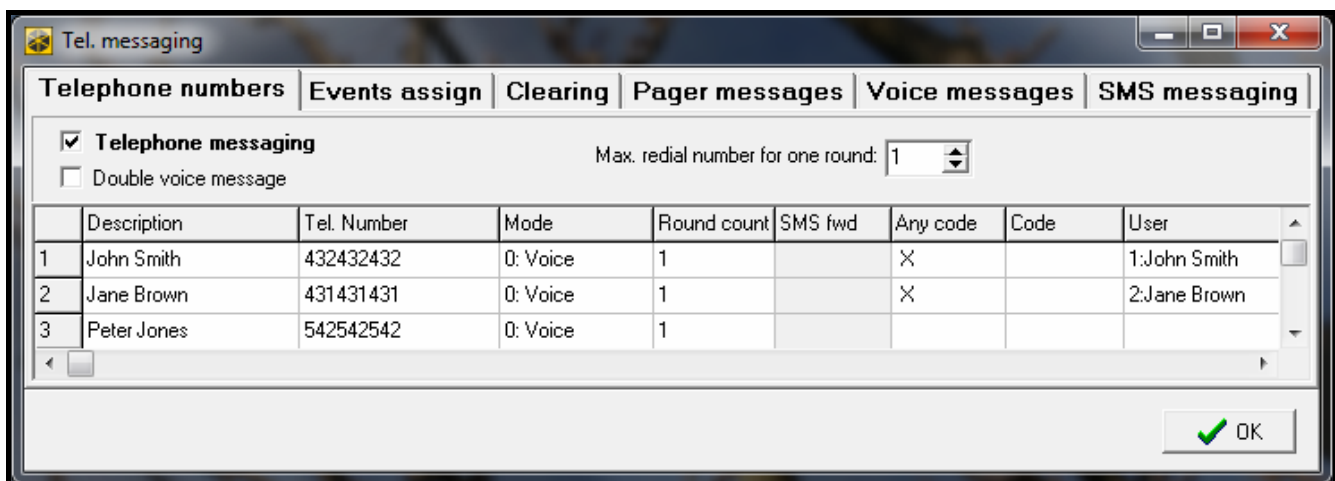 Tel. messaging
Telephone numbers Events assign Clearing Pager messages Voice messages SMS messaging
Telephone messaging
Max. redial number for one round: 1
Double voice message
Description Tel. Number Mode Round count SMS fwd Any code Code User
1 John Smith 432432432 0: Voice 1 X 1:John Smith
2 Jane Brown 431431431 0: Voice 1 X 2:Jane Brown
3 Peter Jones 542542542 0: Voice 1
OK